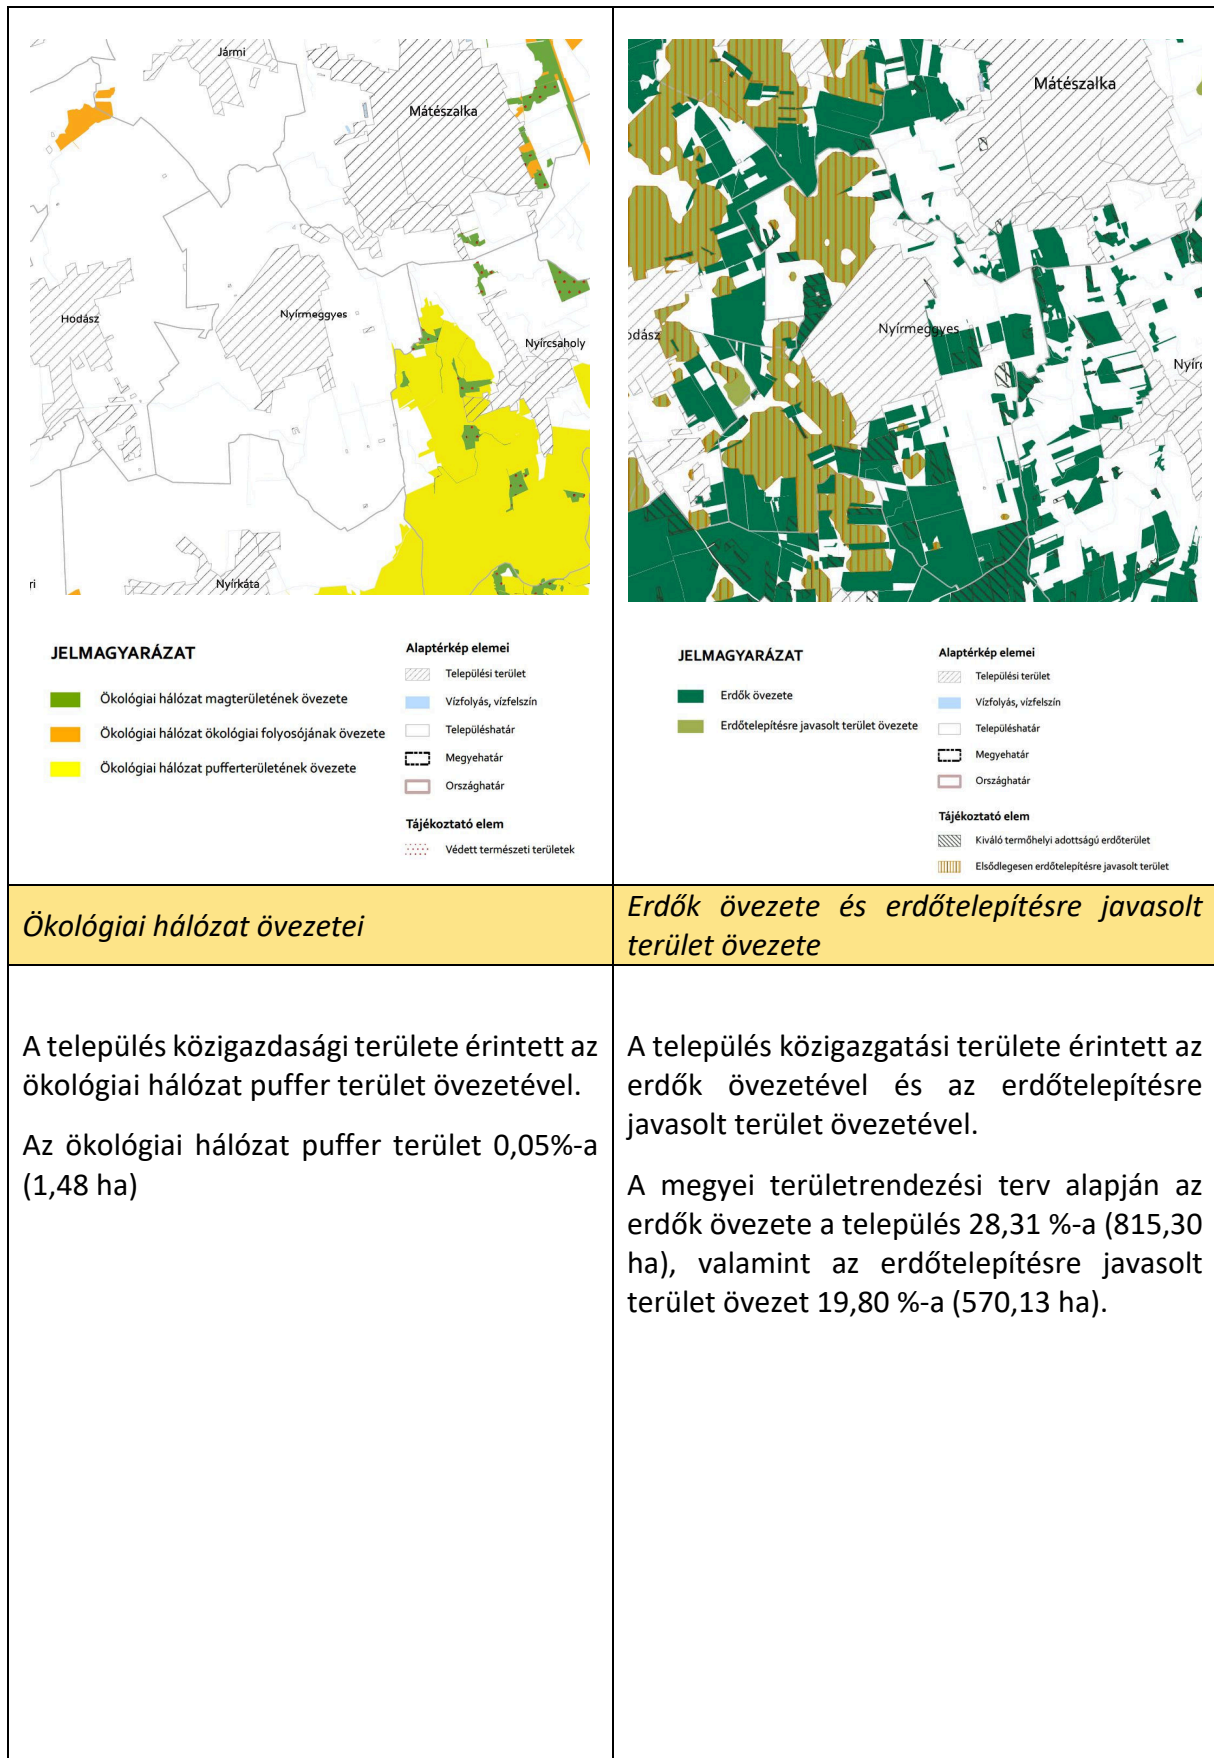 Jármi
Mátészalka
Hodász
Nyírmeggyes
Nyírcsaholy
Nyírkáta
ri
JELMAGYARÁZAT
Ökológiai hálózat magterületének övezete
Ökológiai hálózat ökológiai folyosójának övezete
Ökológiai hálózat pufferterületének övezete
Alaptérkép elemei
Települési terület
Vízfolyás, vízfelszín
Településhatár
Megyehatár
Országhatár
Tájékoztató elem
Védett természeti területek
Mátészalka
odász
Nyírmeggyes
Nyírc
JELMAGYARÁZAT
Erdők övezete
Erdőtelepítésre javasolt terület övezete
Alaptérkép elemei
Települési terület
Vízfolyás, vízfelszín
Településhatár
Megyehatár
Országhatár
Tájékoztató elem
Kiváló termőhelyi adottságú erdőterület
Elsődlegesen erdőtelepítésre javasolt terület
Ökológiai hálózat övezetei
Erdők övezete és erdőtelepítésre javasolt
terület övezete
A település közigazdasági területe érintett az
ökológiai hálózat puffer terület övezetével.
Az ökológiai hálózat puffer terület 0,05%-a
(1,48 ha)
A település közigazgatási területe érintett az
erdők övezetével és az erdőtelepítésre
javasolt terület övezetével.
A megyei területrendezési terv alapján az
erdők övezete a település 28,31 %-a (815,30
ha), valamint az erdőtelepítésre javasolt
terület övezet 19,80 %-a (570,13 ha).